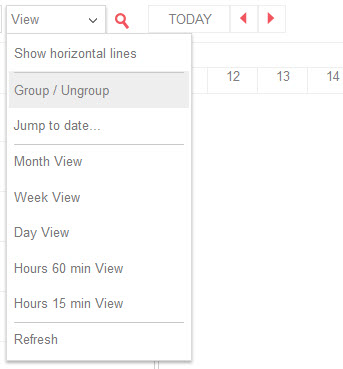 View
TODAY
Show horizontal lines
12 13 14
Group / Ungroup
Jump to date...
Month View
Week View
Day View
Hours 60 min View
Hours 15 min View
Refresh